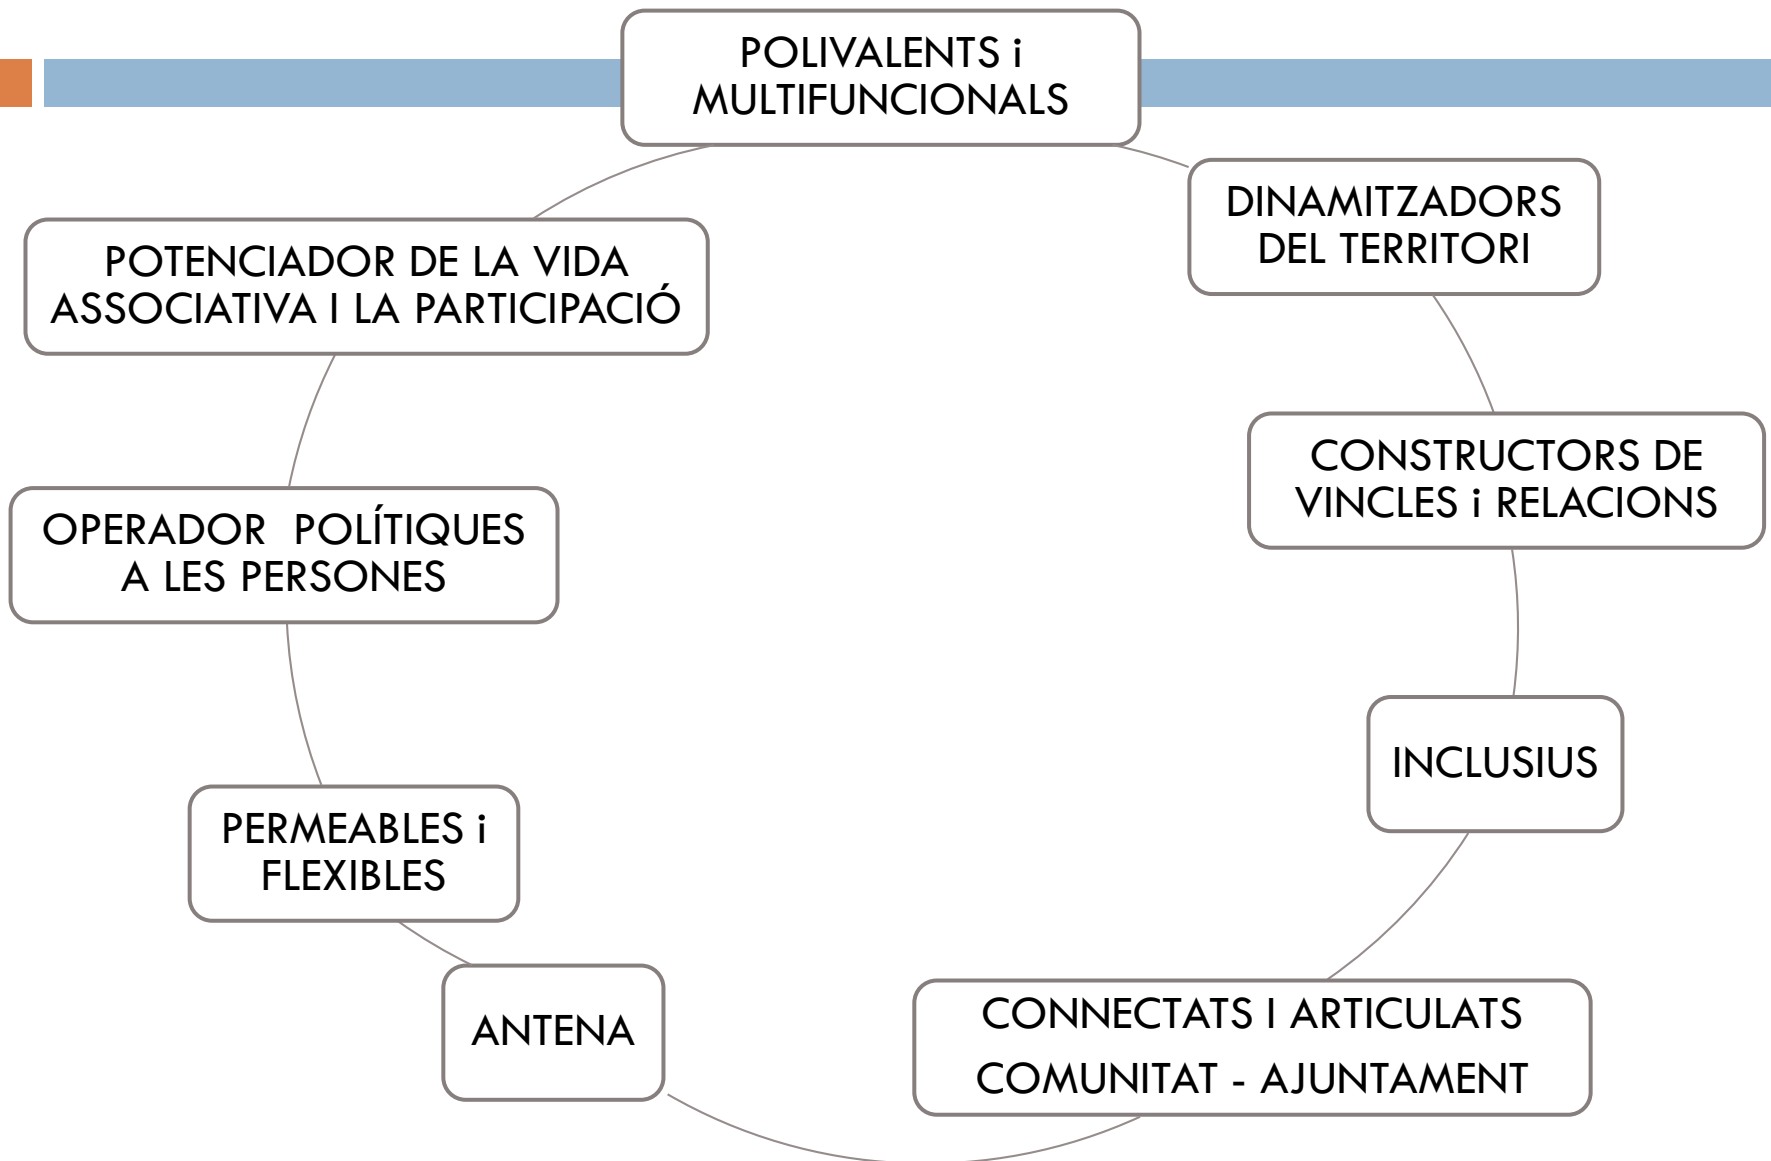 POLIVALENTS i
MULTIFUNCIONALS
DINAMITZADORS
DEL TERRITORI
CONSTRUCTORS DE
VINCLES i RELACIONS
INCLUSIUS
CONNECTATS I ARTICULATS
COMUNITAT - AJUNTAMENT
ANTENA
PERMEABLES i
FLEXIBLES
OPERADOR  POLÍTIQUES
A LES PERSONES
POTENCIADOR DE LA VIDA
ASSOCIATIVA I LA PARTICIPACIÓ